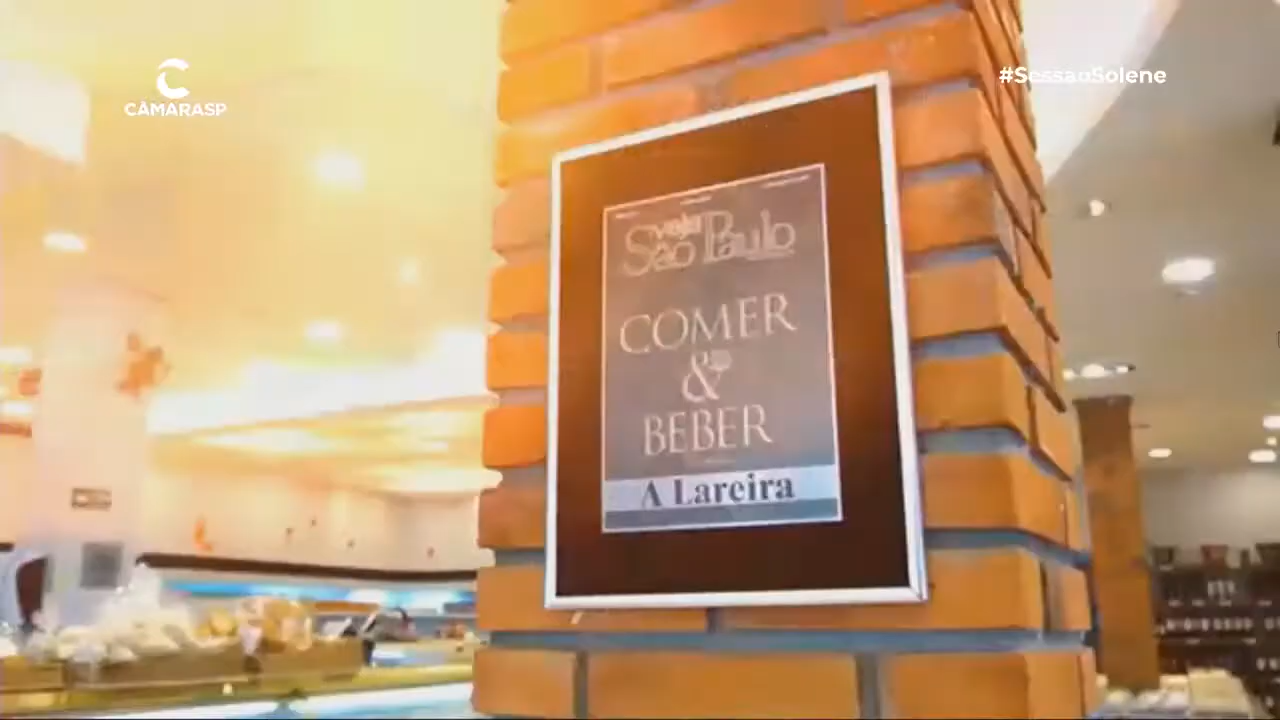 CÂMARASP
#SessaoSolene
veja
São Paulo
COMER
&
BEBER
A Lareira